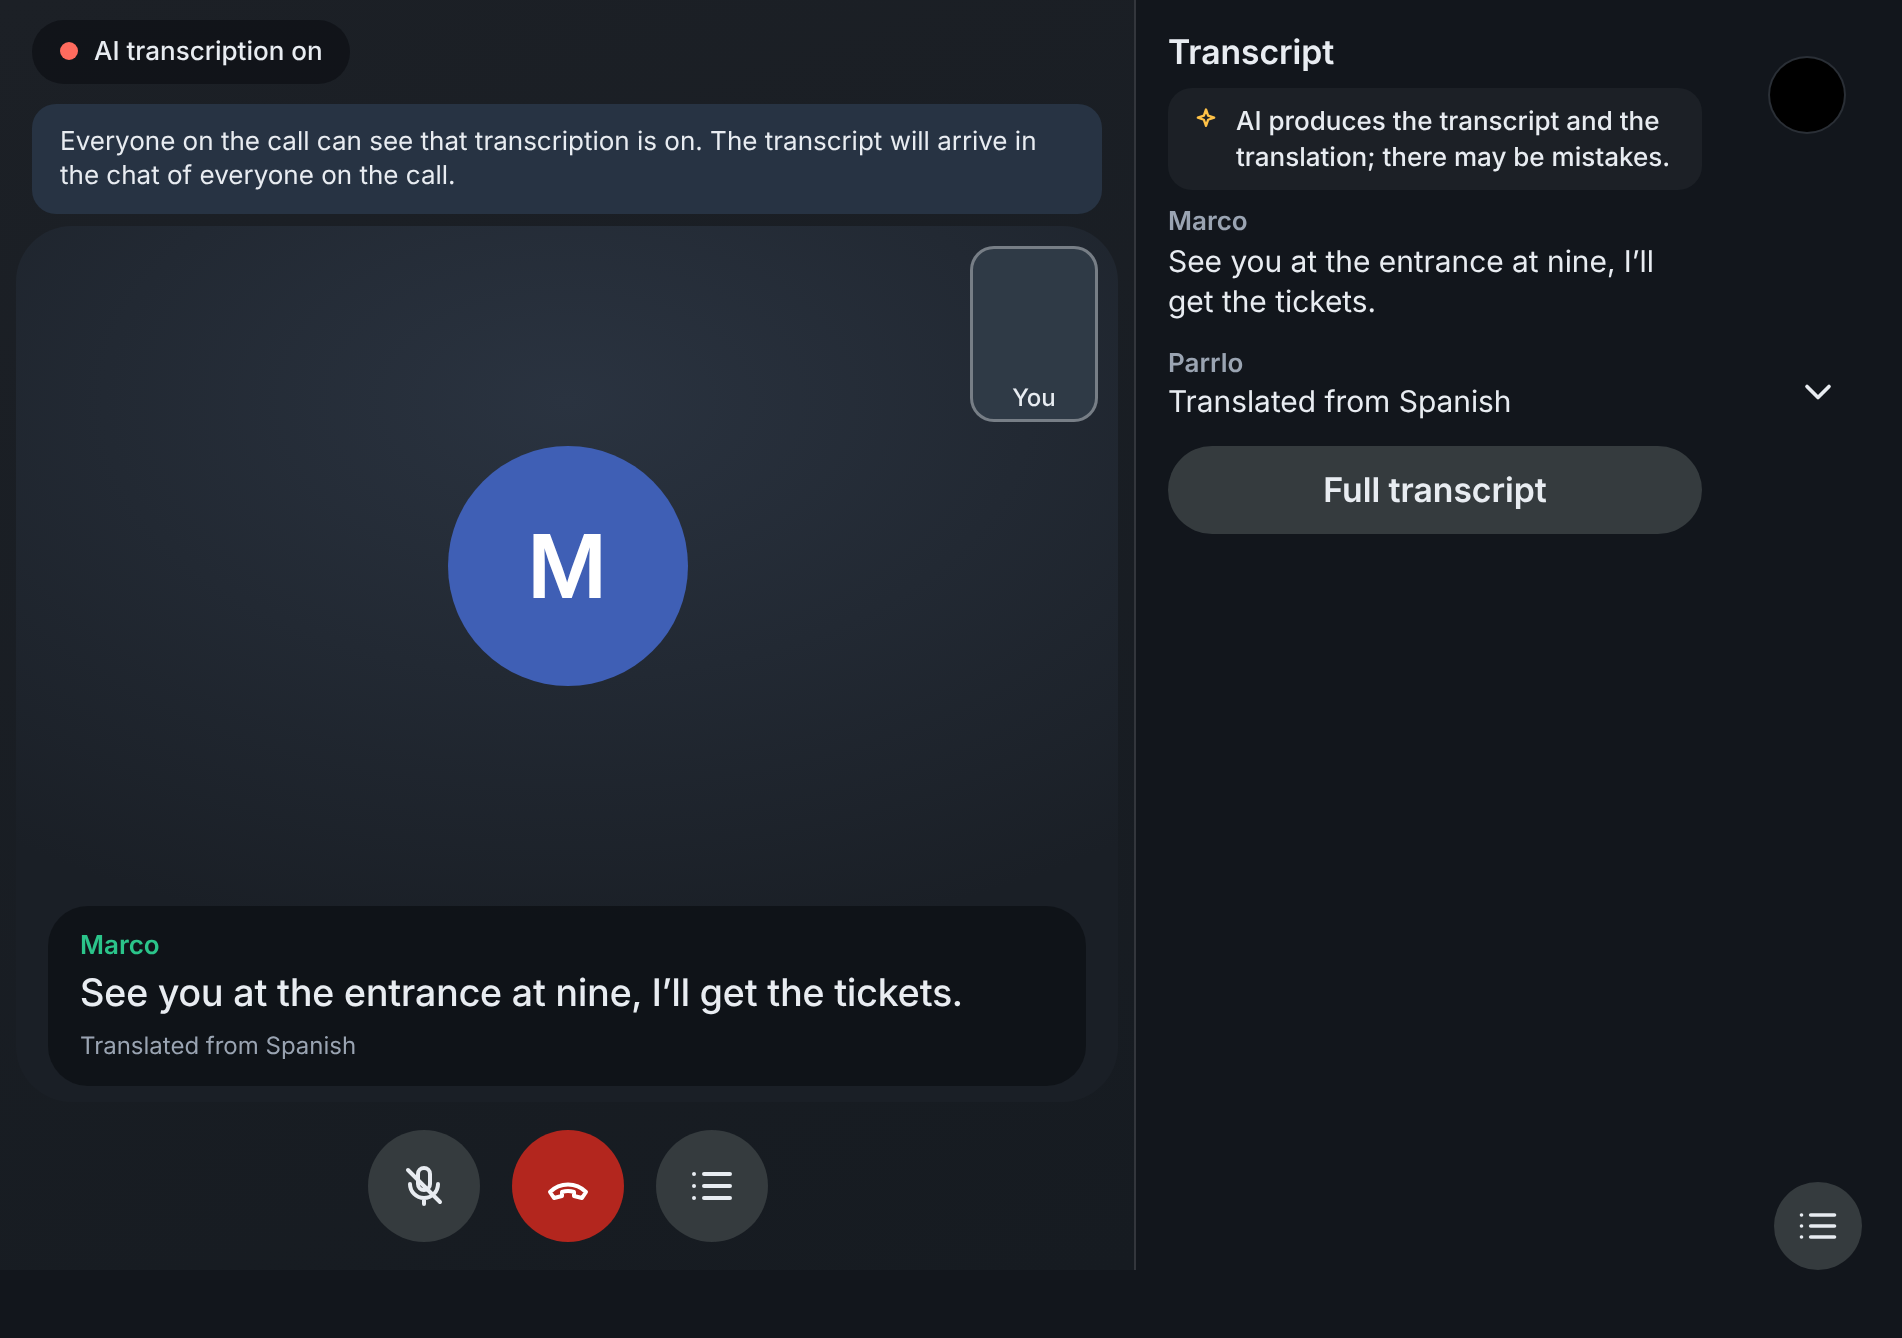 AI transcription on
Everyone on the call can see that transcription is on. The transcript will arrive in
the chat of everyone on the call.
You
M
Marco
See you at the entrance at nine, I’ll get the tickets.
Translated from Spanish
Transcript
AI produces the transcript and the
translation; there may be mistakes.
Marco
See you at the entrance at nine, I’ll
get the tickets.
Parrlo
Translated from Spanish
Full transcript